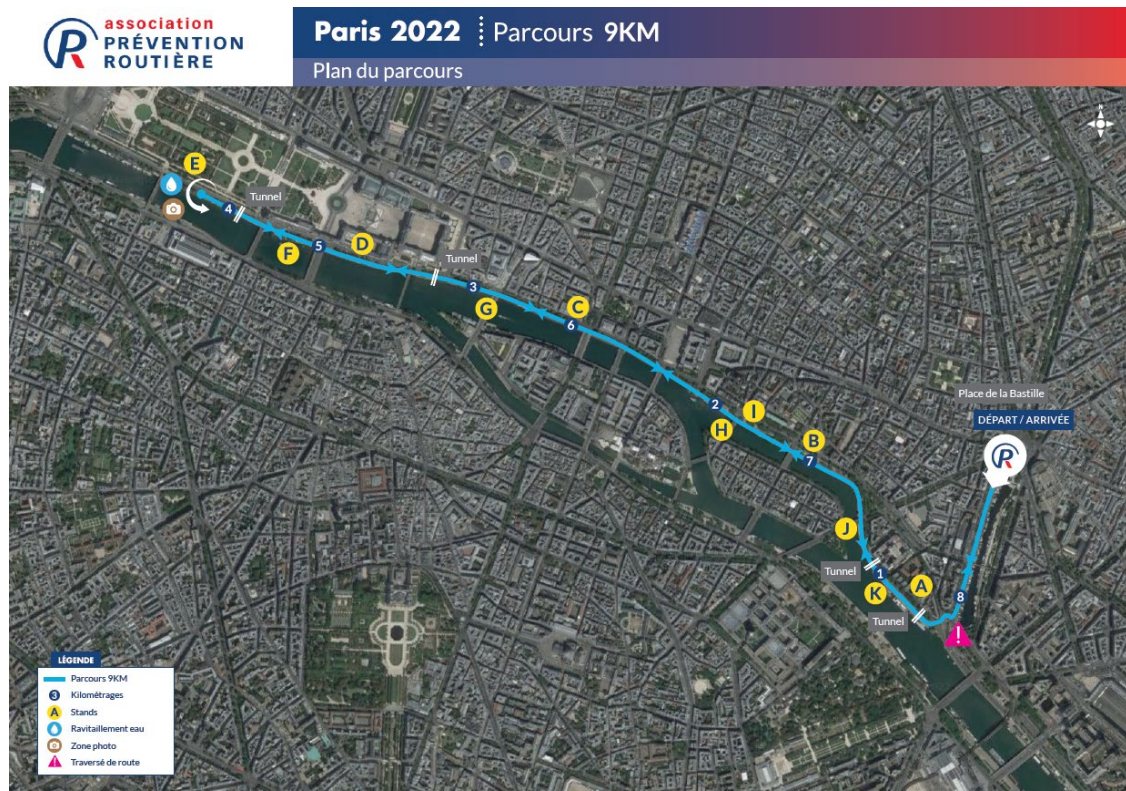 association
PRÉVENTION
ROUTIÈRE
Paris 2022
Parcours 9KM
Plan du parcours
N
E
Tunnel
4
F
5
D
Tunnel
3
G
C
6
2
I
H
B
7
Place de la Bastille
DÉPART / ARRIVÉE
R
J
Tunnel
1
K
A
8
Tunnel
!
LÉGENDE
Parcours 9KM
3 Kilométrages
A Stands
Ravitaillement eau
Zone photo
! Traversé de route